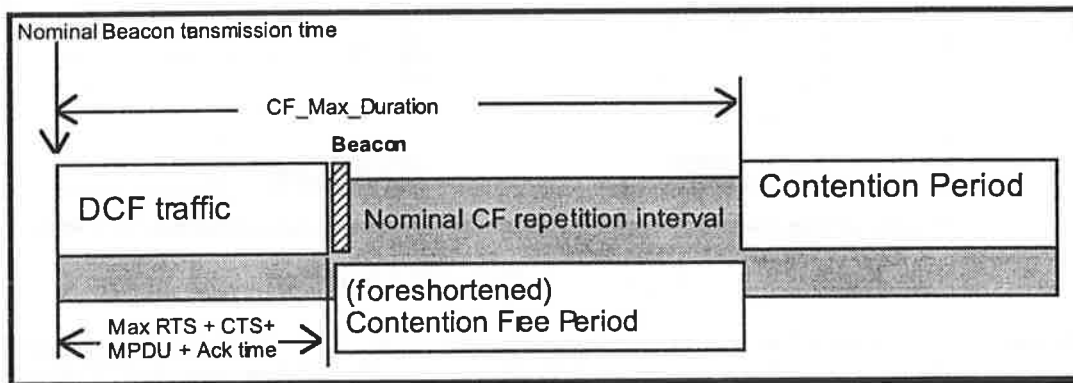 Nominal Beacon tansmission time
CF_Max_Duration
Beacon
DCF traffic
Nominal CF repetition interval
Contention Period
(foreshortened)
Contention Free Period
Max RTS + CTS+
MPDU + Ack time